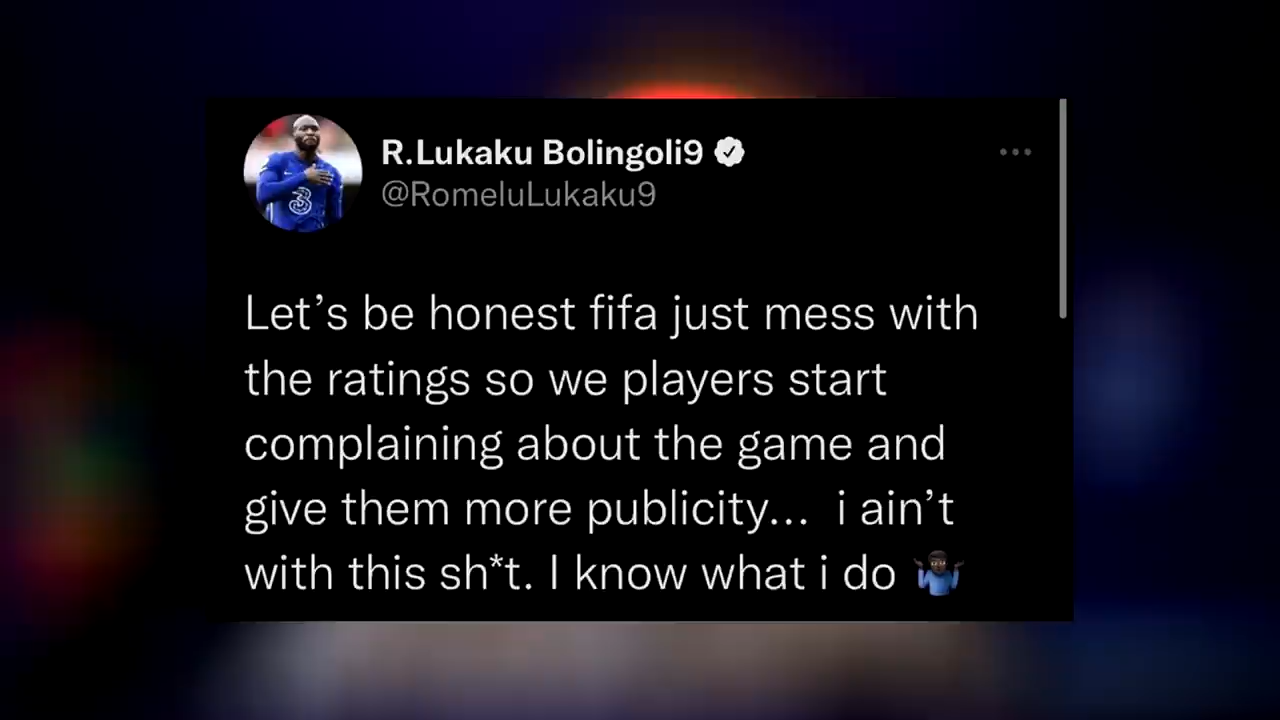 R.Lukaku Bolingoli9
@RomeluLukaku9
3
Let’s be honest fifa just mess with
the ratings so we players start
complaining about the game and
give them more publicity... i ain’t
with this sh*t. I know what i do 🤷🏿‍♂️